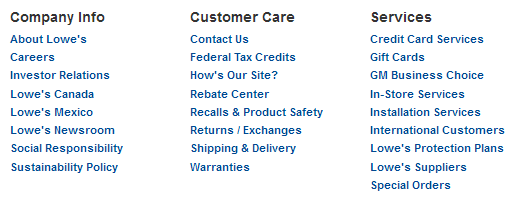 Company Info
About Lowe's
Careers
Investor Relations
Lowe's Canada
Lowe's Mexico
Lowe's Newsroom
Social Responsibility
Sustainability Policy
Customer Care
Contact Us
Federal Tax Credits
How's Our Site?
Rebate Center
Recalls & Product Safety
Returns / Exchanges
Shipping & Delivery
Warranties
Services
Credit Card Services
Gift Cards
GM Business Choice
In-Store Services
Installation Services
International Customers
Lowe's Protection Plans
Lowe's Suppliers
Special Orders